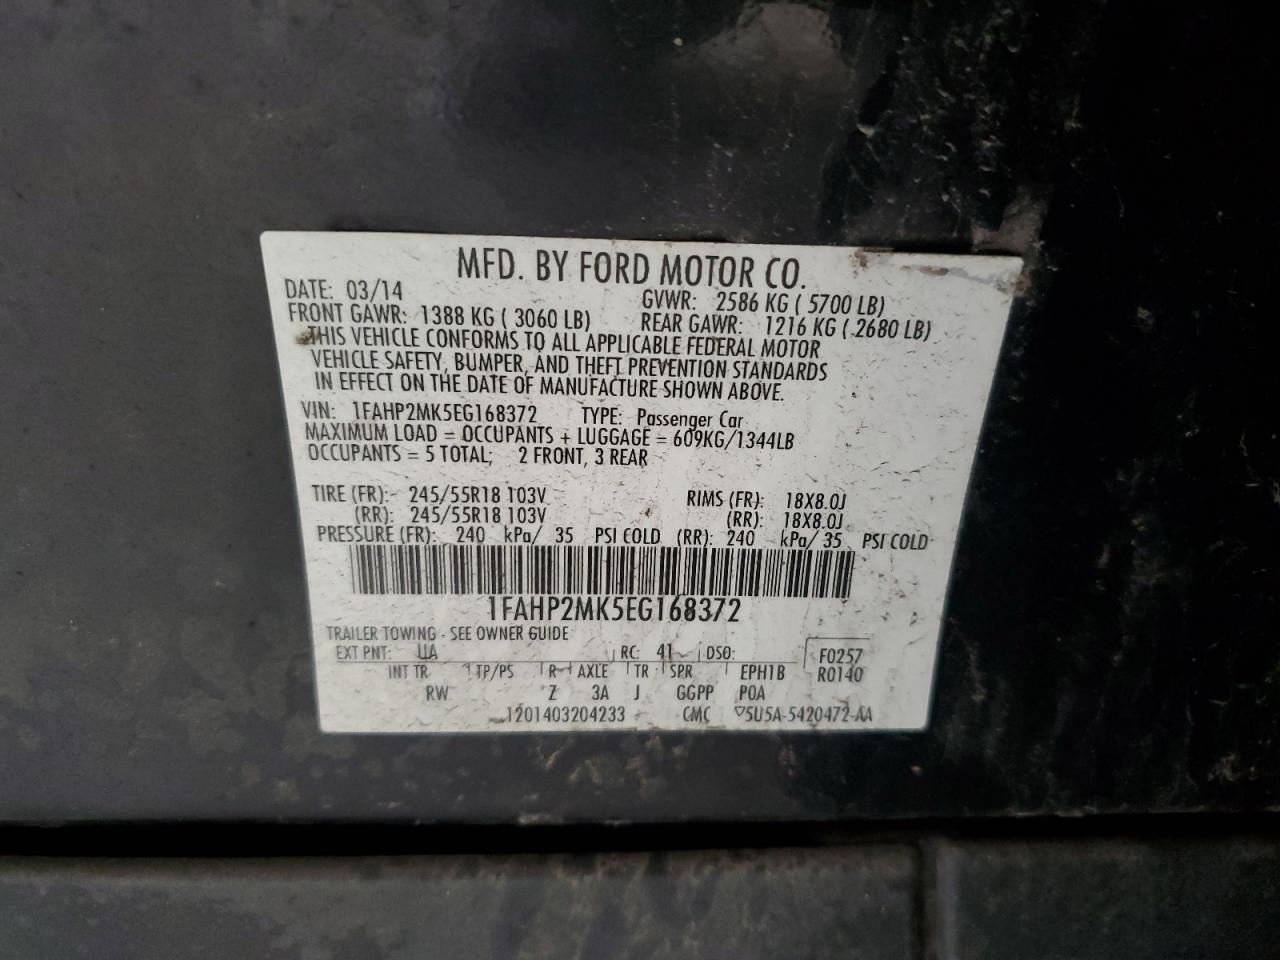 MFD. BY FORD MOTOR CO.
DATE: 03/14 GVWR: 2586 KG ( 5700 LB)
FRONT GAWR: 1388 KG ( 3060 LB) REAR GAWR: 1216 KG ( 2680 LB)
THIS VEHICLE CONFORMS TO ALL APPLICABLE FEDERAL MOTOR
VEHICLE SAFETY, BUMPER, AND THEFT PREVENTION STANDARDS
IN EFFECT ON THE DATE OF MANUFACTURE SHOWN ABOVE.
VIN: 1FAHP2MK5EG168372 TYPE: Passenger Car
MAXIMUM LOAD = OCCUPANTS + LUGGAGE = 609KG/1344LB
OCCUPANTS = 5 TOTAL; 2 FRONT, 3 REAR
TIRE (FR): 245/55R18 103V RIMS (FR): 18X8.0J
(RR): 245/55R18 103V (RR): 18X8.0J
PRESSURE (FR): 240 kPa/ 35 PSI COLD (RR): 240 kPa/ 35 PSI COLD
1FAHP2MK5EG168372
TRAILER TOWING - SEE OWNER GUIDE
EXT PNT: UA RC: 41 DSO: F0257
INT TR TP/PS R AXLE TR SPR EPH1B R0140
RW Z 3A J GGPP P0A
1201403204233 CMC ▽5U5A-5420472-AA